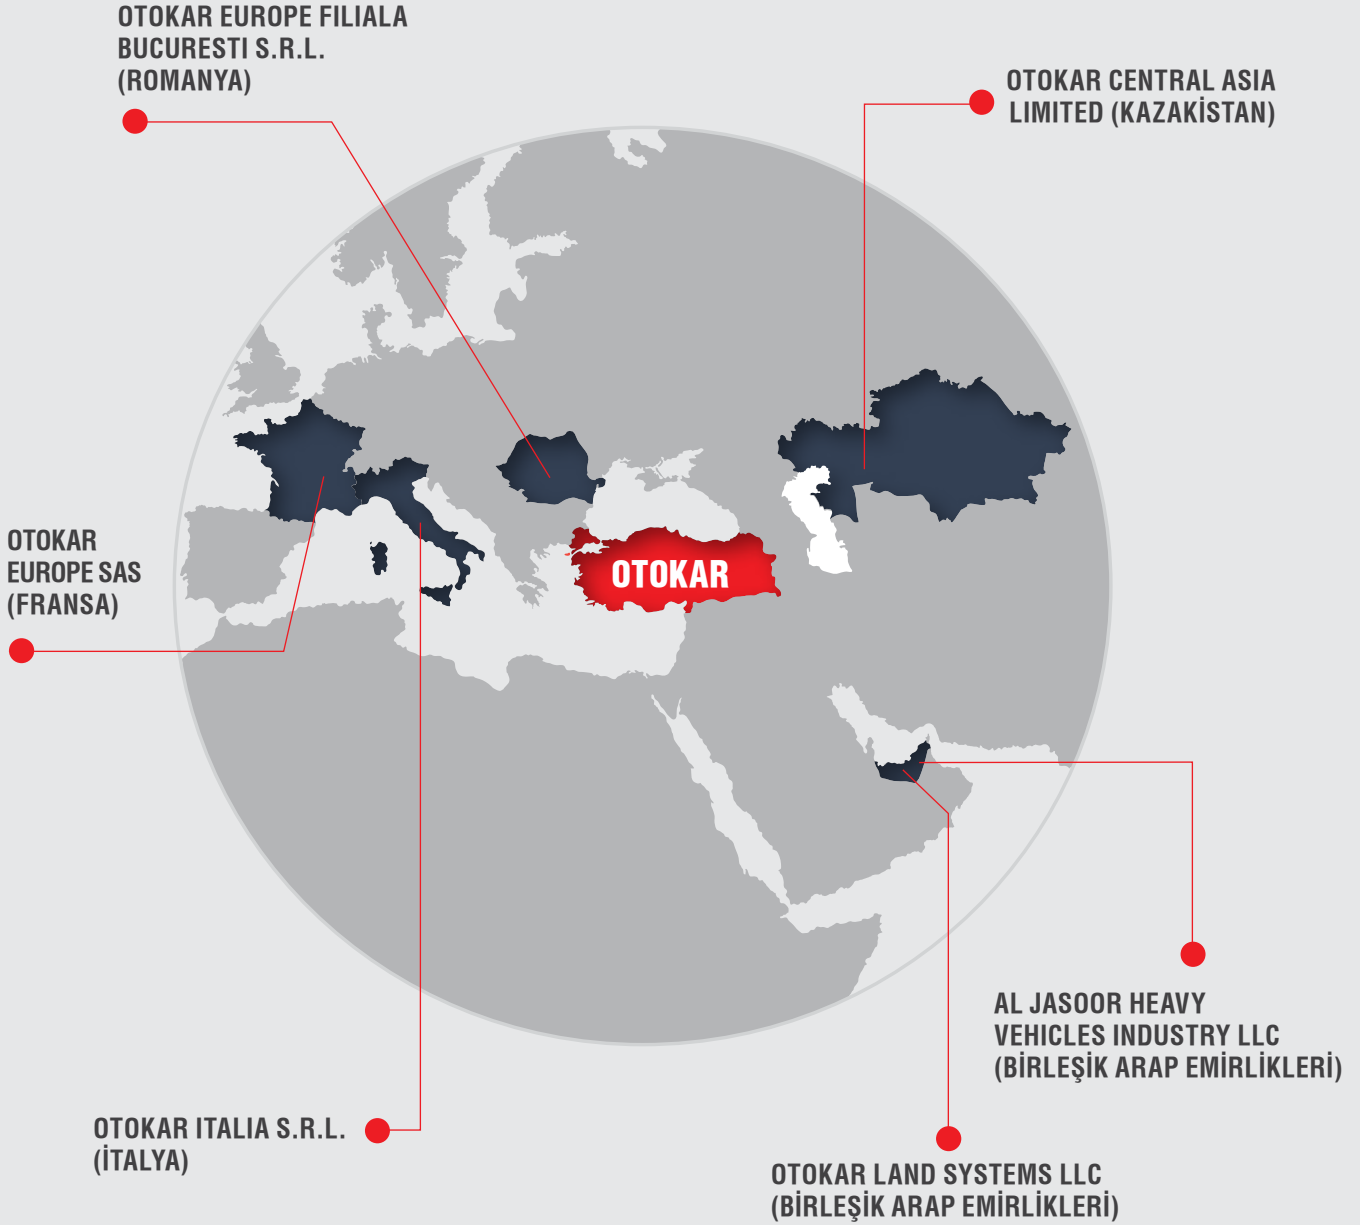 OTOKAR EUROPE FILIALA
BUCURESTI S.R.L.
(ROMANYA)
OTOKAR CENTRAL ASIA
LIMITED (KAZAKİSTAN)
OTOKAR
EUROPE SAS
(FRANSA)
OTOKAR
AL JASOOR HEAVY
VEHICLES INDUSTRY LLC
(BİRLEŞİK ARAP EMİRLİKLERİ)
OTOKAR ITALIA S.R.L.
(İTALYA)
OTOKAR LAND SYSTEMS LLC
(BİRLEŞİK ARAP EMİRLİKLERİ)